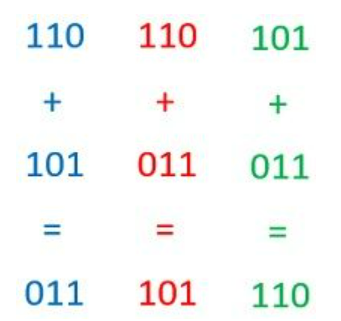 110 110 101
+ + +
101 011 011
= = =
011 101 110